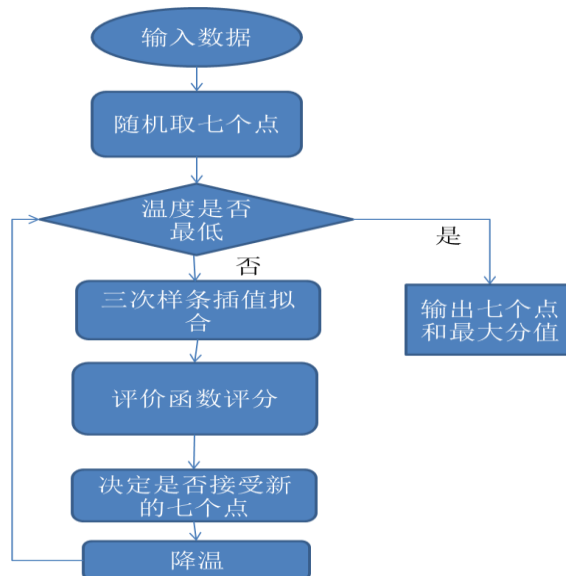 输入数据
随机取七个点
温度是否
最低
是
否
三次样条插值拟
合
输出七个点
和最大分值
评价函数评分
决定是否接受新
的七个点
降温